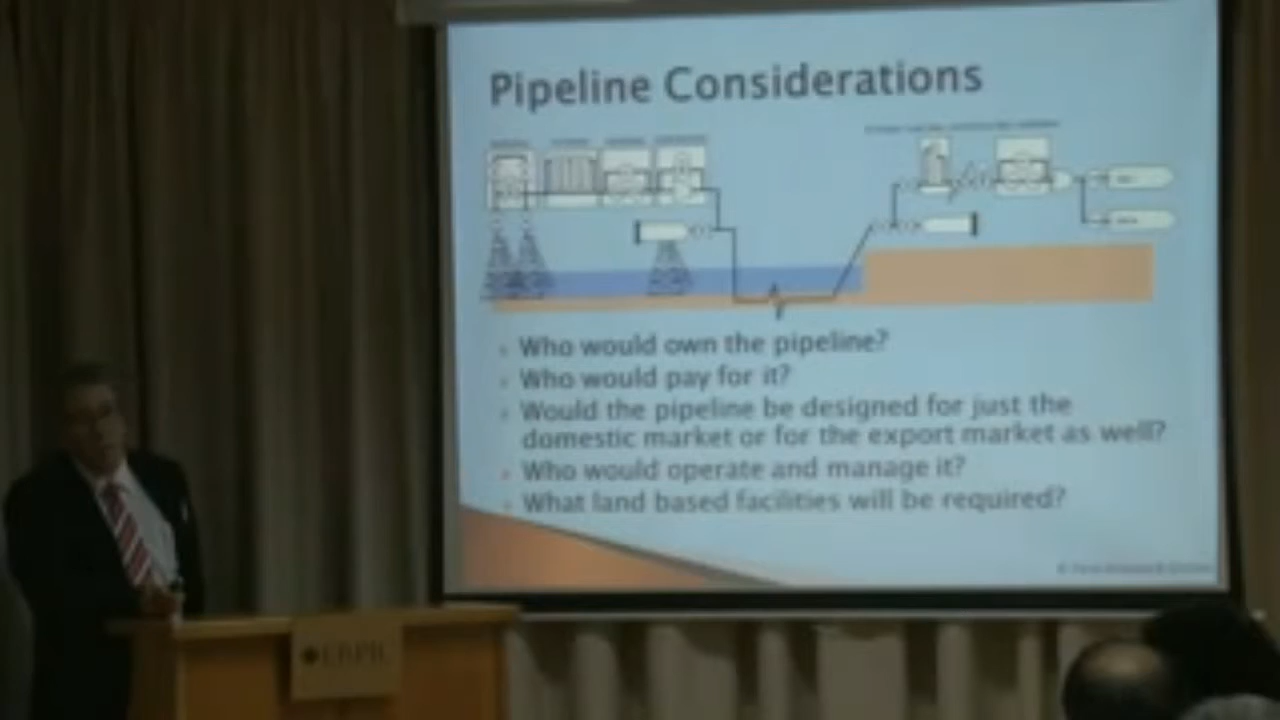 Pipeline Considerations
Who would own the pipeline?
Who would pay for it?
Would the pipeline be designed for just the
domestic market or for the export market as well?
Who would operate and manage it?
What land based facilities will be required?